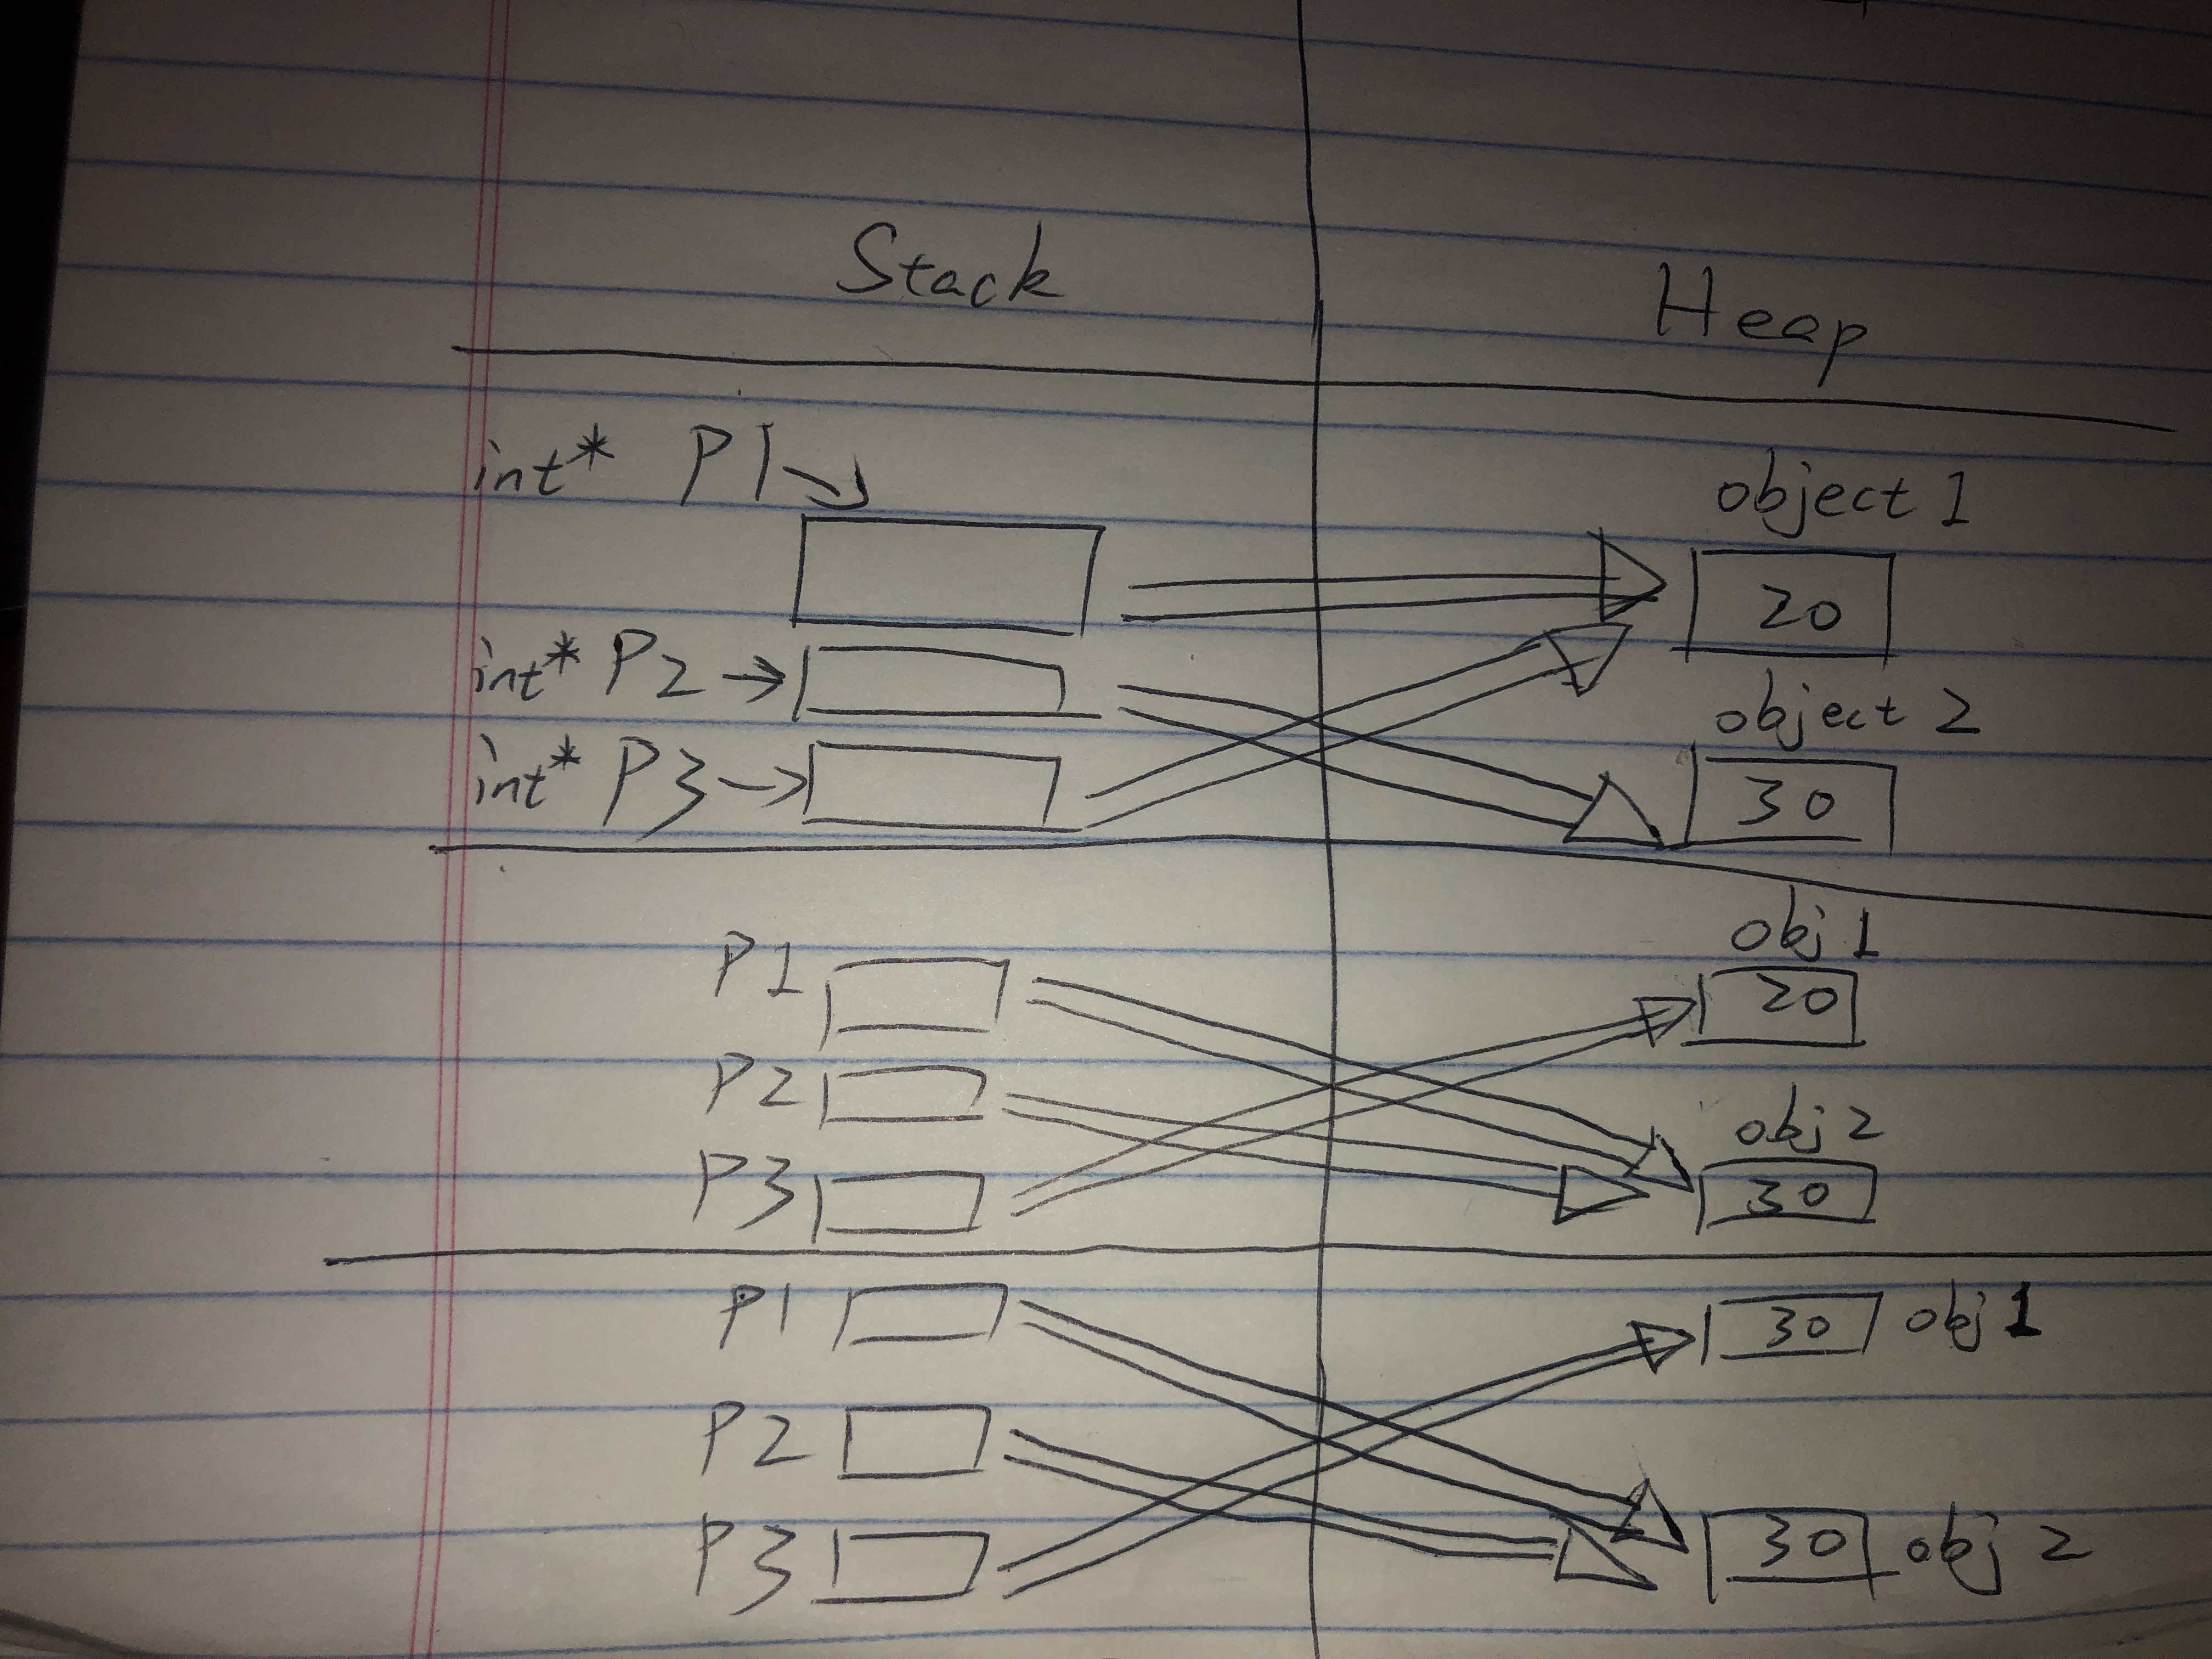 Stack Heap
int* P1
object 1
20
int* P2
object 2
int* P3
30
obj 1
P1
20
P2
obj 2
P3
30
P1
30 obj 1
P2
P3
30 obj 2